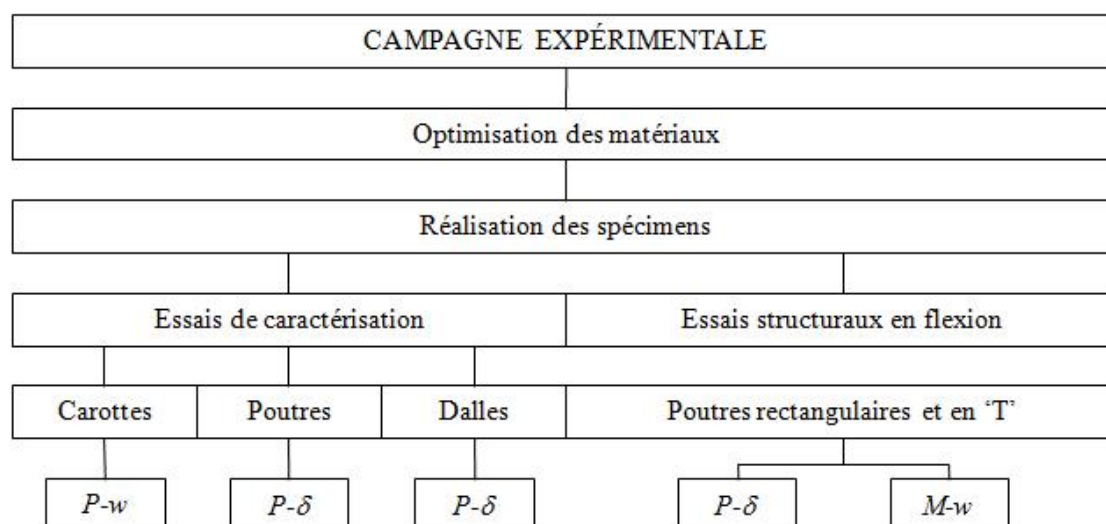 CAMPAGNE EXPÉRIMENTALE
Optimisation des matériaux
Réalisation des spécimens
Essais de caractérisation
Essais structuraux en flexion
Carottes
Poutres
Dalles
Poutres rectangulaires et en ‘T’
P-w
P-δ
P-δ
P-δ
M-w